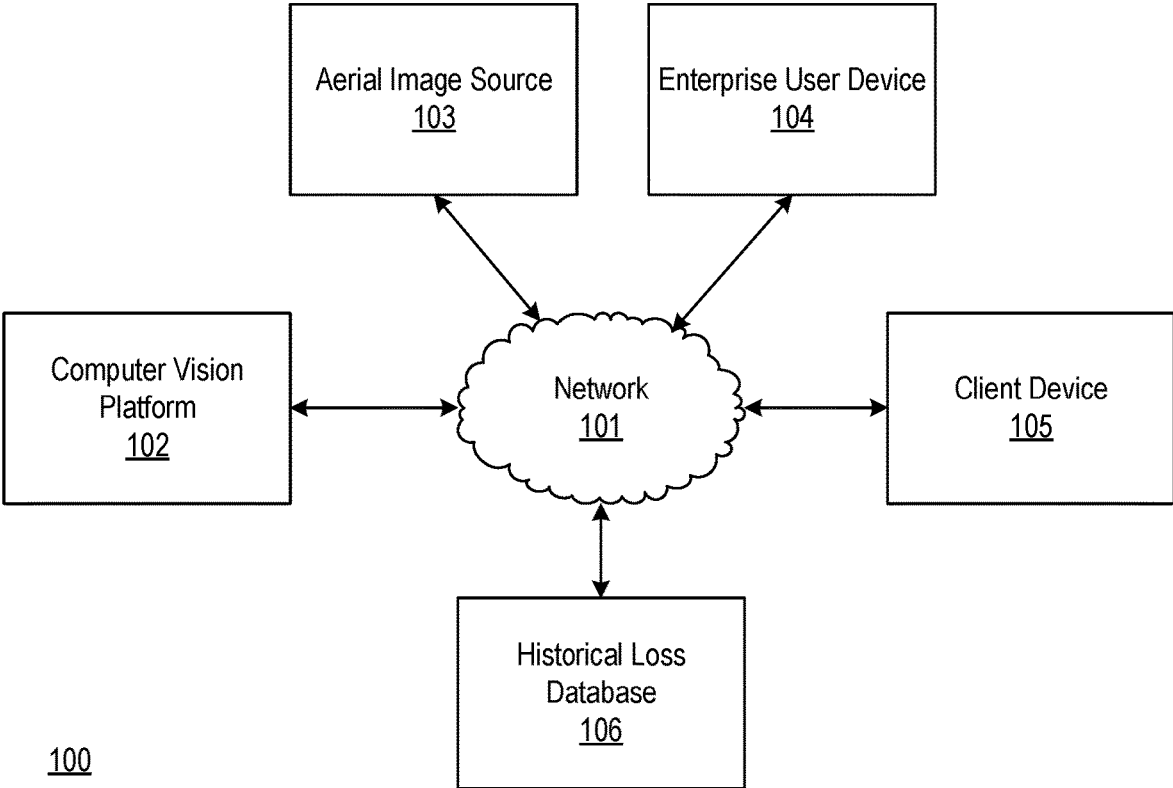 Aerial Image Source
103
Enterprise User Device
104
Computer Vision
Platform
102
Network
101
Client Device
105
Historical Loss
Database
106
100